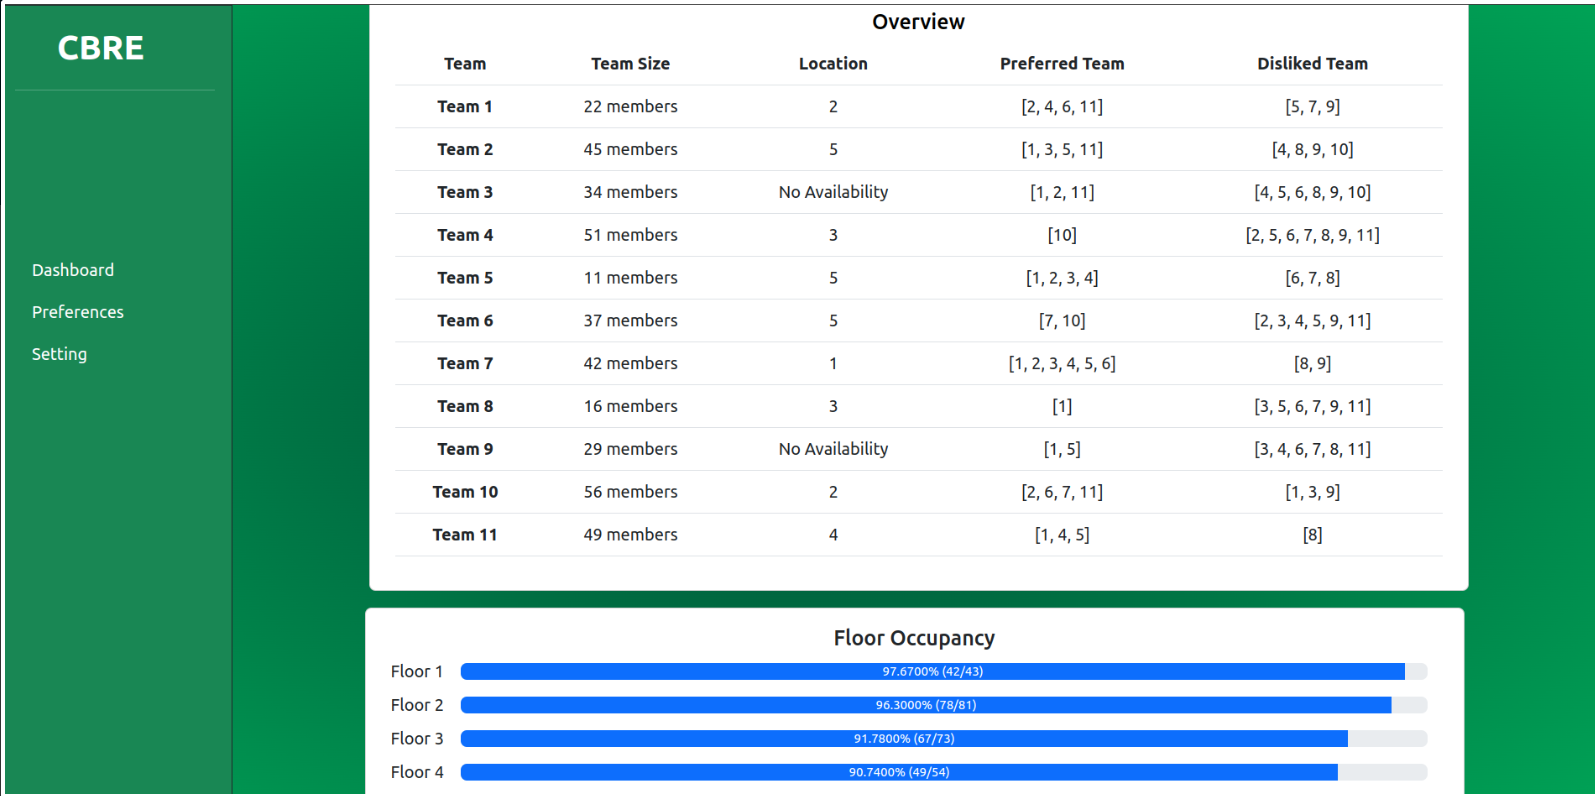 CBRE
Dashboard
Preferences
Setting
Overview
Team Team Size Location Preferred Team Disliked Team
Team 1 22 members 2 [2, 4, 6, 11] [5, 7, 9]
Team 2 45 members 5 [1, 3, 5, 11] [4, 8, 9, 10]
Team 3 34 members No Availability [1, 2, 11] [4, 5, 6, 8, 9, 10]
Team 4 51 members 3 [10] [2, 5, 6, 7, 8, 9, 11]
Team 5 11 members 5 [1, 2, 3, 4] [6, 7, 8]
Team 6 37 members 5 [7, 10] [2, 3, 4, 5, 9, 11]
Team 7 42 members 1 [1, 2, 3, 4, 5, 6] [8, 9]
Team 8 16 members 3 [1] [3, 5, 6, 7, 9, 11]
Team 9 29 members No Availability [1, 5] [3, 4, 6, 7, 8, 11]
Team 10 56 members 2 [2, 6, 7, 11] [1, 3, 9]
Team 11 49 members 4 [1, 4, 5] [8]
Floor Occupancy
Floor 1 97.6700% (42/43)
Floor 2 96.3000% (78/81)
Floor 3 91.7800% (67/73)
Floor 4 90.7400% (49/54)